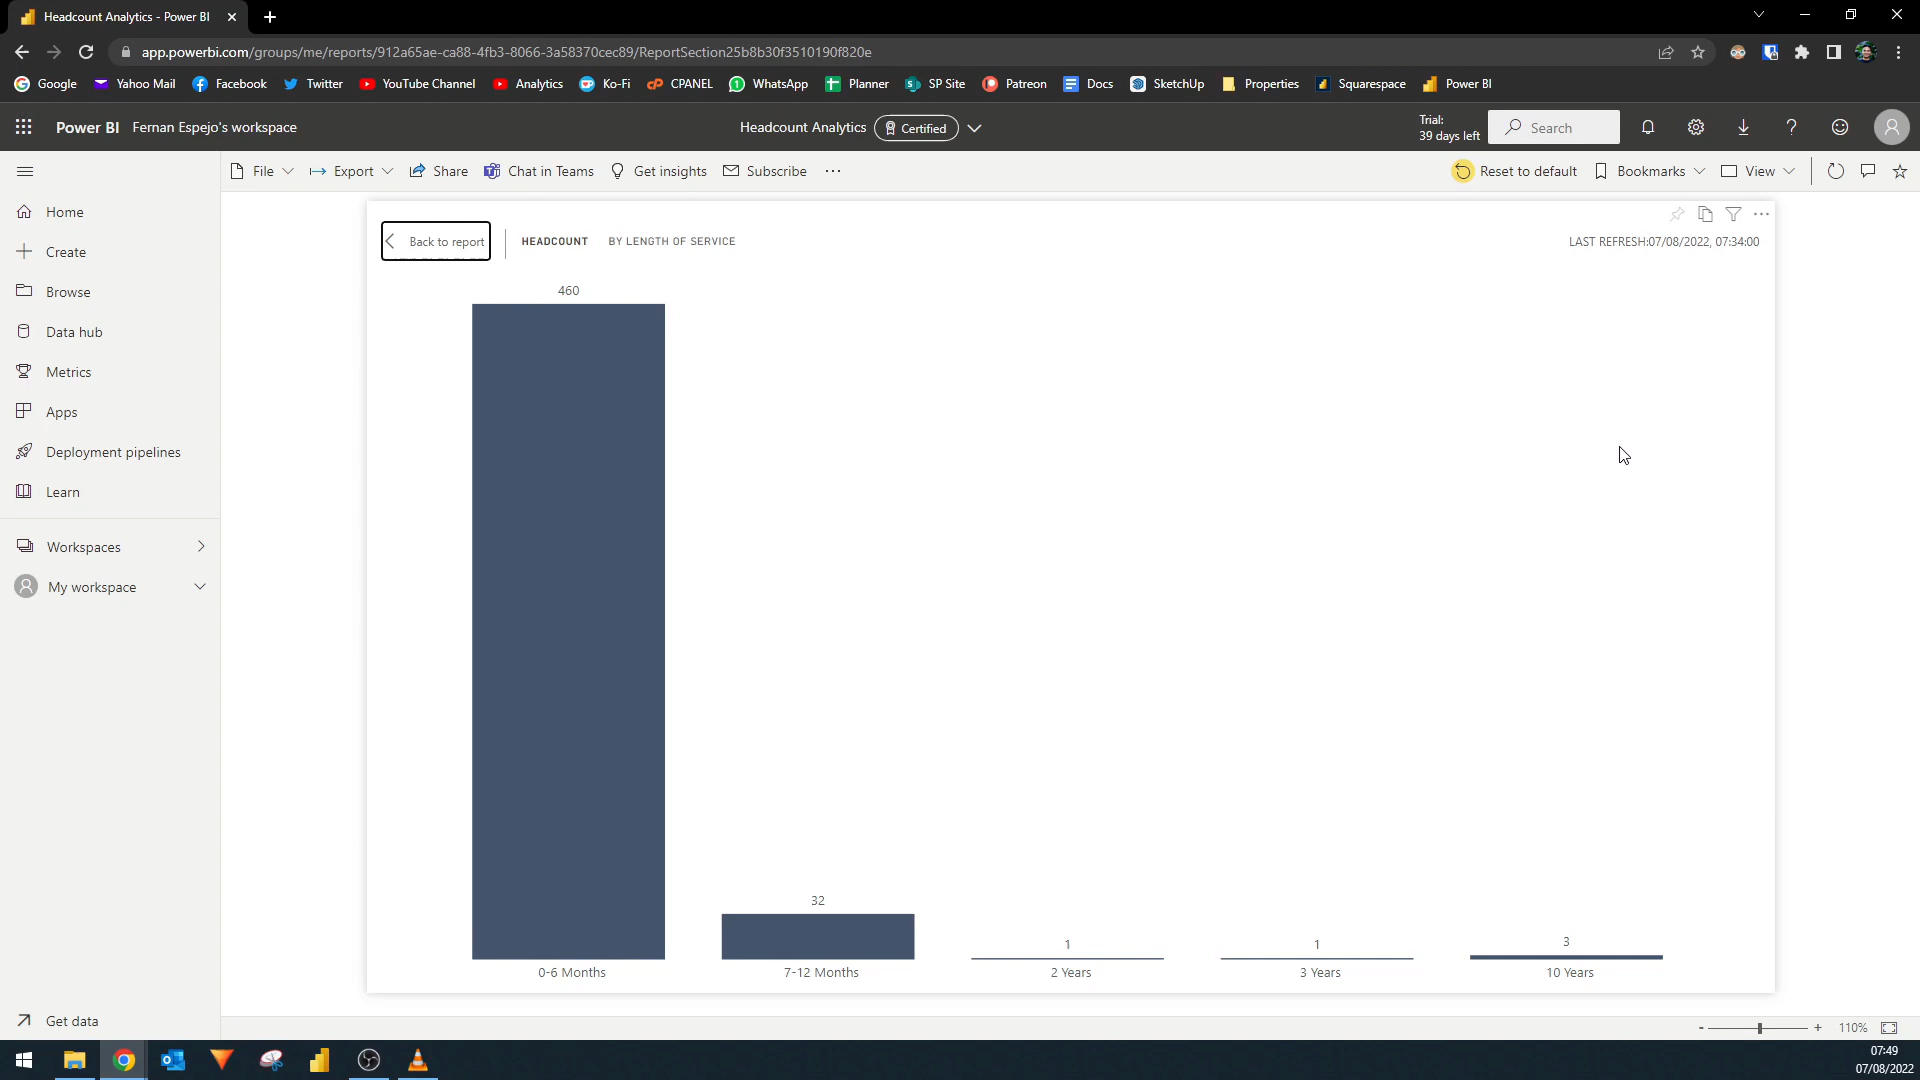 Headcount Analytics - Power BI
app.powerbi.com/groups/me/reports/912a65ae-ca88-4fb3-8066-3a58370cec89/ReportSection25b8b30f3510190f820e
Google Yahoo Mail Facebook Twitter YouTube Channel Analytics Ko-Fi CPANEL WhatsApp Planner SP Site Patreon Docs SketchUp Properties Squarespace Power BI
Power BI Fernan Espejo's workspace Headcount Analytics Certified Trial: 39 days left Search
File Export Share Chat in Teams Get insights Subscribe Reset to default Bookmarks View
Home
Create
Browse
Data hub
Metrics
Apps
Deployment pipelines
Learn
Workspaces
My workspace
Get data
Back to report HEADCOUNT BY LENGTH OF SERVICE LAST REFRESH:07/08/2022, 07:34:00
460
32
1
1
3
0-6 Months 7-12 Months 2 Years 3 Years 10 Years
- + 110%
07:49
07/08/2022